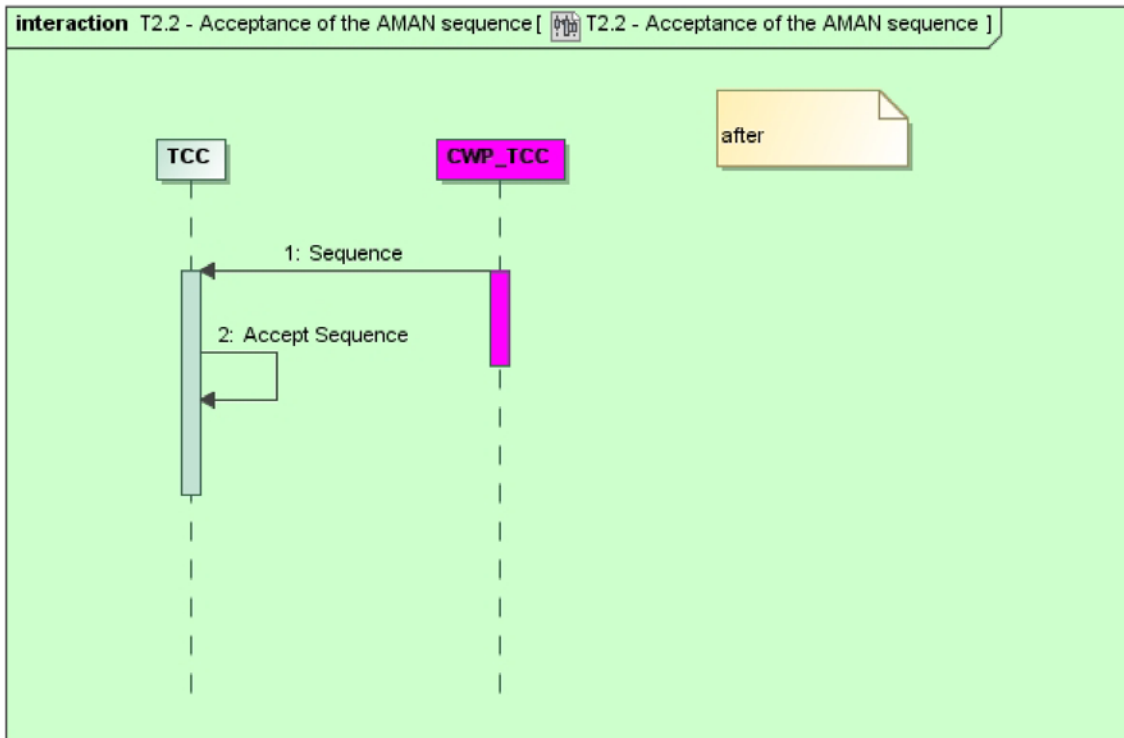 interaction T2.2 - Acceptance of the AMAN sequence [ T2.2 - Acceptance of the AMAN sequence ]
after
TCC
CWP_TCC
1: Sequence
2: Accept Sequence